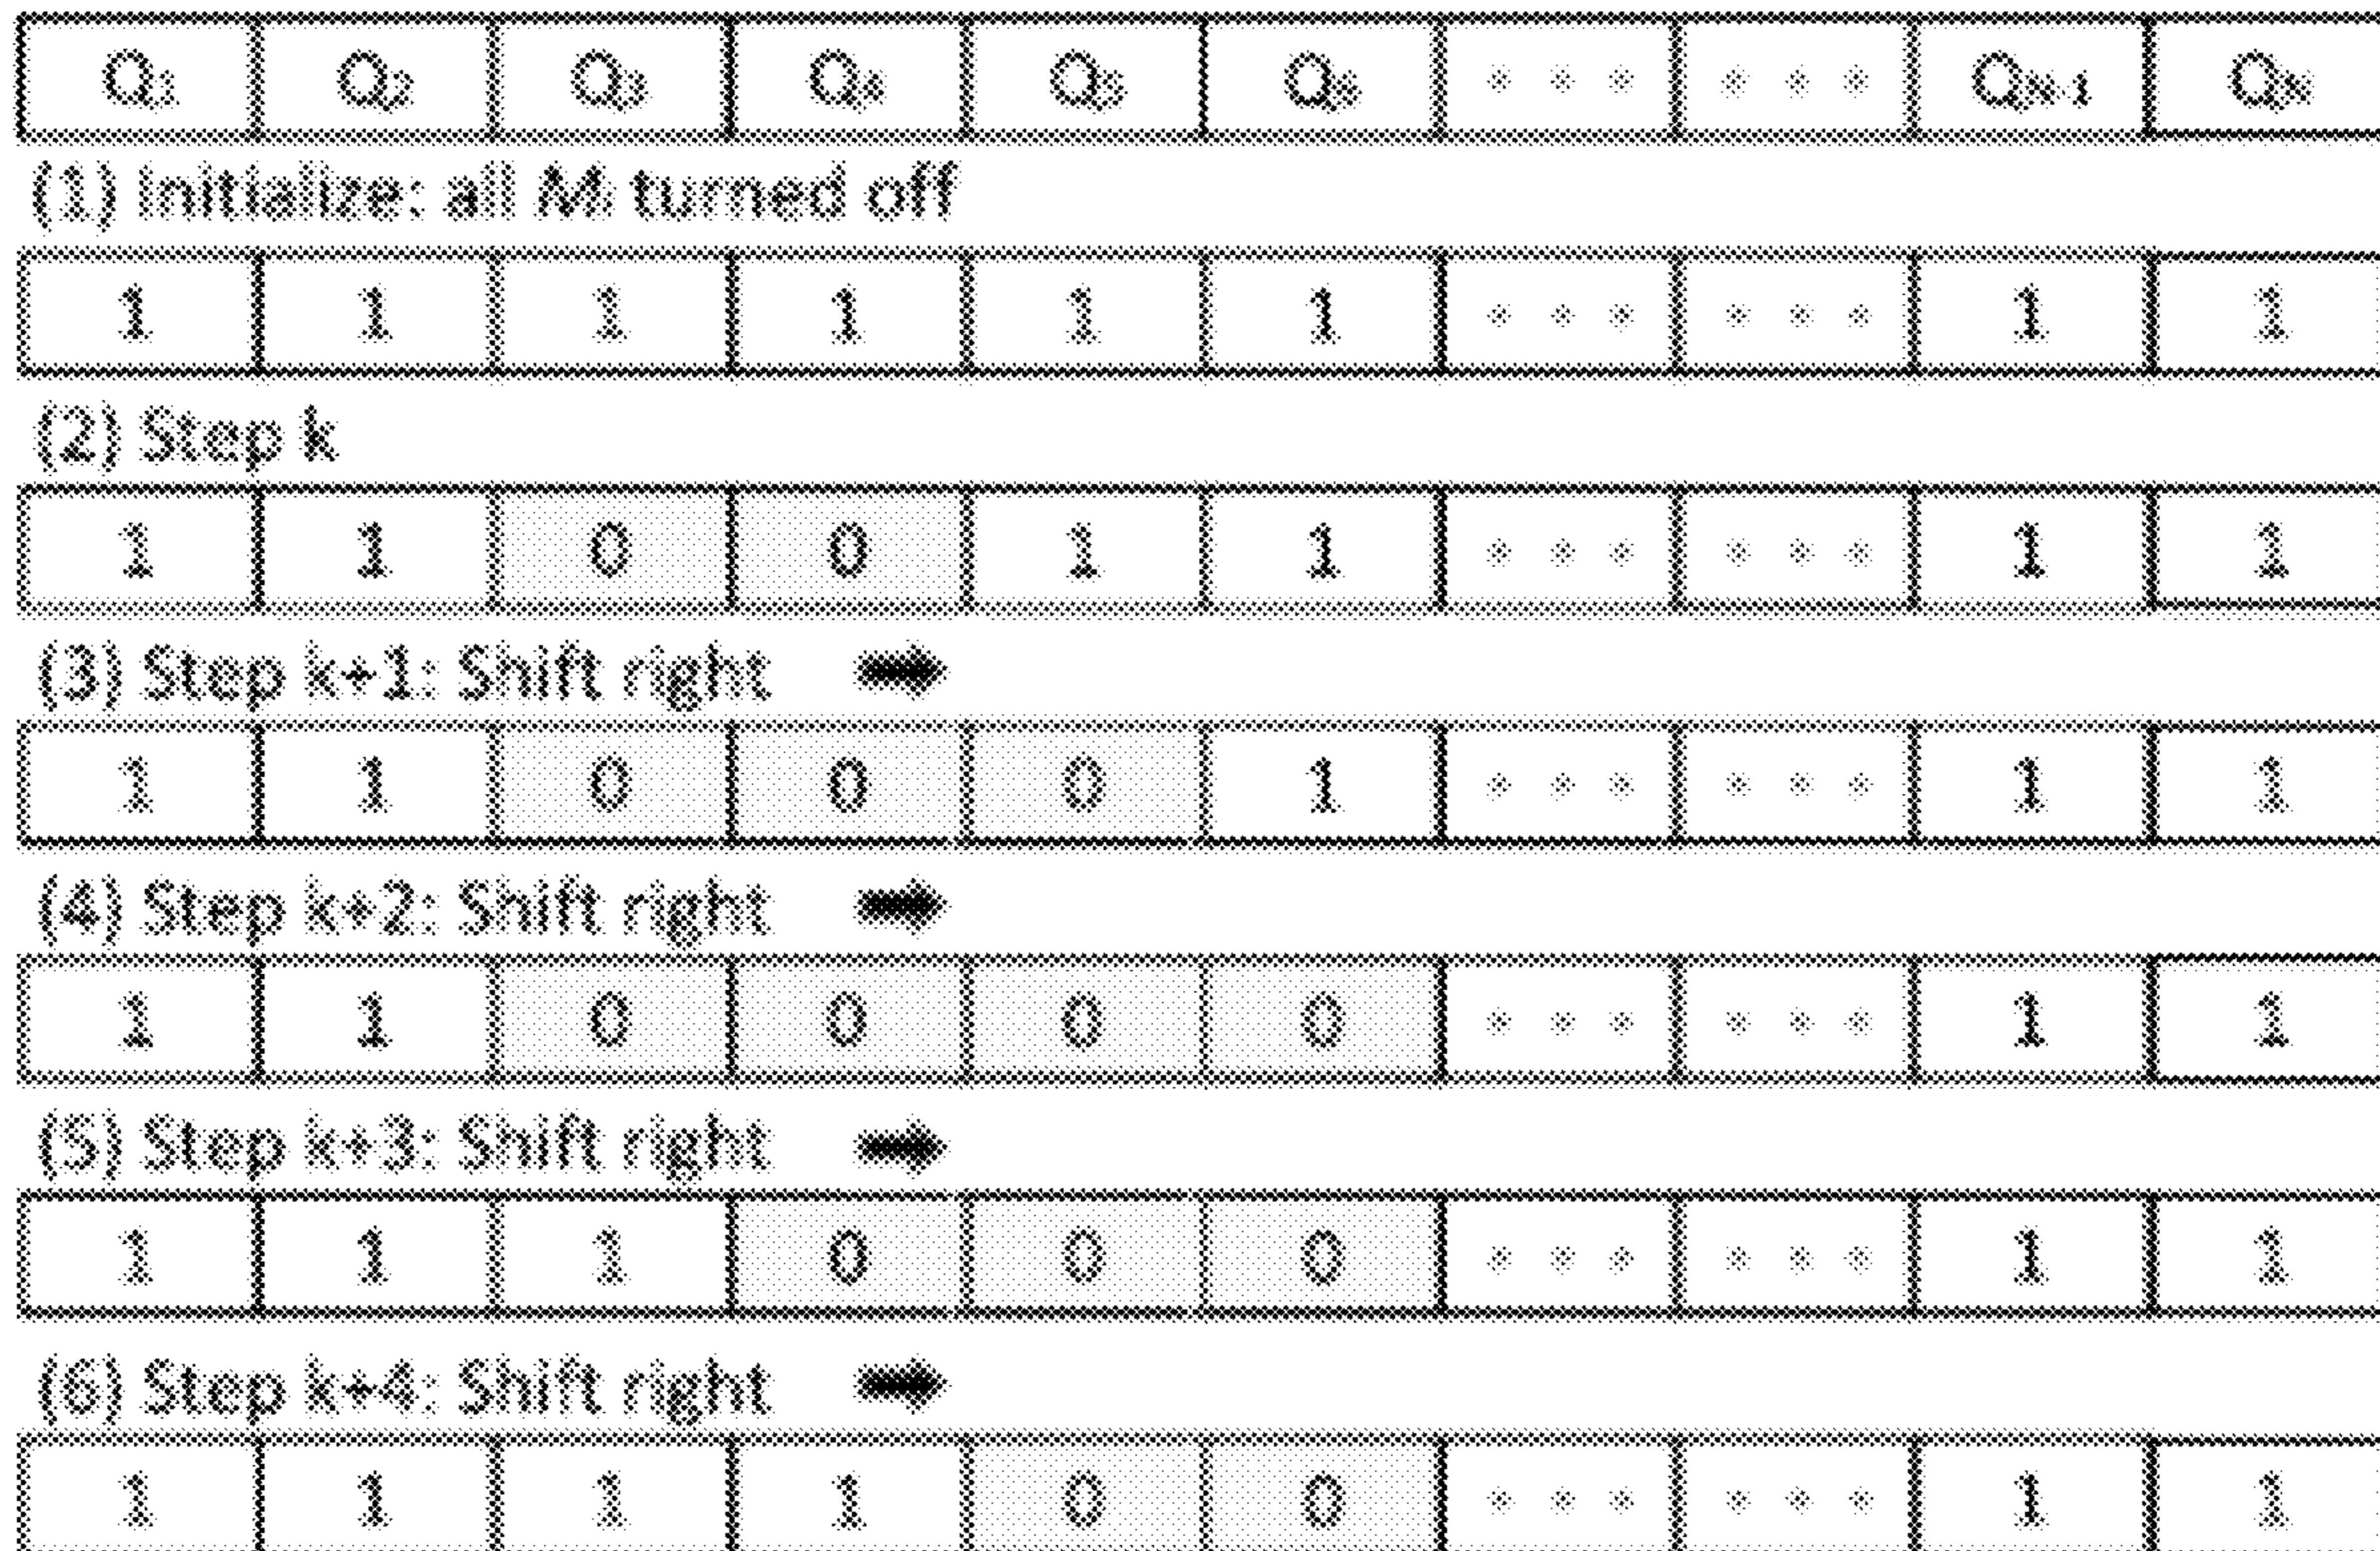 Q₁ Q₂ Q₃ Q₄ Q₅ Q₆ • • • • • • Qₙ₋₁ Qₙ
(1) Initialize: all M turned off
1 1 1 1 1 1 • • • • • • 1 1
(2) Step k
1 1 0 0 1 1 • • • • • • 1 1
(3) Step k+1: Shift right ➡
1 1 0 0 0 1 • • • • • • 1 1
(4) Step k+2: Shift right ➡
1 1 0 0 0 0 • • • • • • 1 1
(5) Step k+3: Shift right ➡
1 1 1 0 0 0 • • • • • • 1 1
(6) Step k+4: Shift right ➡
1 1 1 1 0 0 • • • • • • 1 1